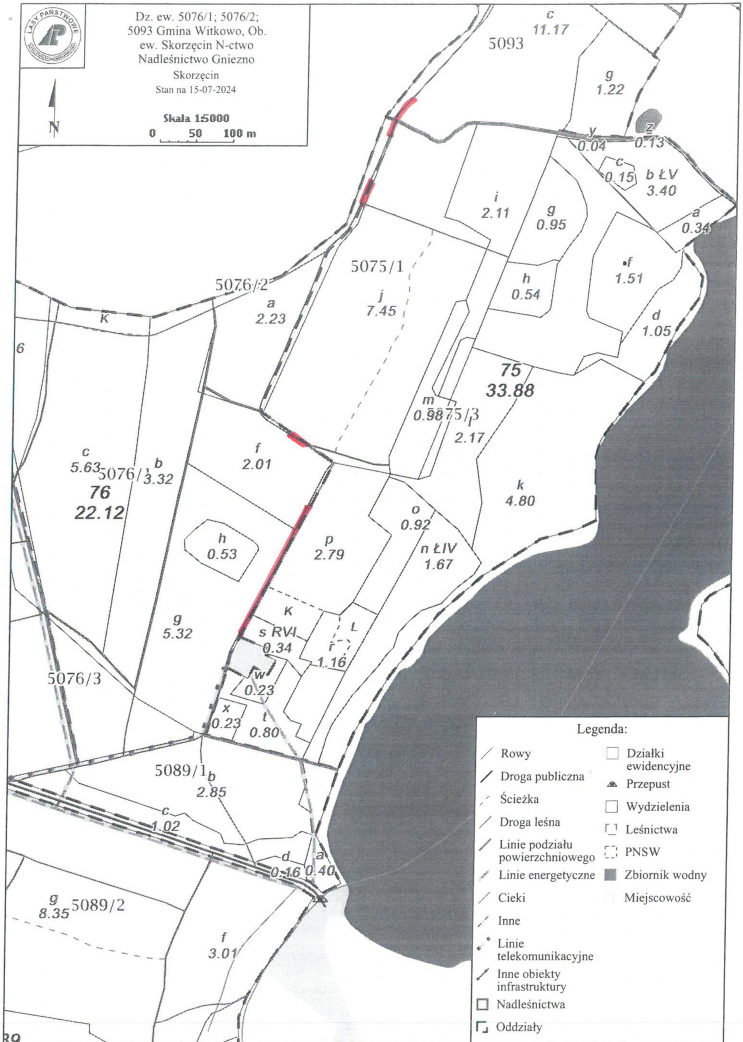 LASY PAŃSTWOWE
Dz. ew. 5076/1; 5076/2;
5093 Gmina Witkowo, Ob.
ew. Skorzęcin N-ctwo
Nadleśnictwo Gniezno
Skorzęcin
Stan na 15-07-2024
N
Skala 1:5000
0 50 100 m
c
11.17
5093
g
1.22
y
0.04
z
0.13
c
0.15
b ŁV
3.40
a
0.34
i
2.11
g
0.95
f
1.51
h
0.54
d
1.05
5075/1
5076/2
j
7.45
a
2.23
K
6
75
33.88
m
0.98
5075/3
l
2.17
c
5.63
5076/1
b
3.32
76
22.12
f
2.01
k
4.80
o
0.92
n ŁIV
1.67
h
0.53
p
2.79
K
L
s RVI
0.34
r
1.16
g
5.32
w
0.23
x
0.23
t
0.80
5076/3
5089/1
b
2.85
c
1.02
d
0.16
a
0.40
g
8.35
5089/2
f
3.01
Legenda:
Rowy
Droga publiczna
Ścieżka
Droga leśna
Linie podziału
powierzchniowego
Linie energetyczne
Cieki
Inne
Linie
telekomunikacyjne
Inne obiekty
infrastruktury
Nadleśnictwa
Oddziały
Działki
ewidencyjne
Przepust
Wydzielenia
Leśnictwa
PNSW
Zbiornik wodny
Miejscowość